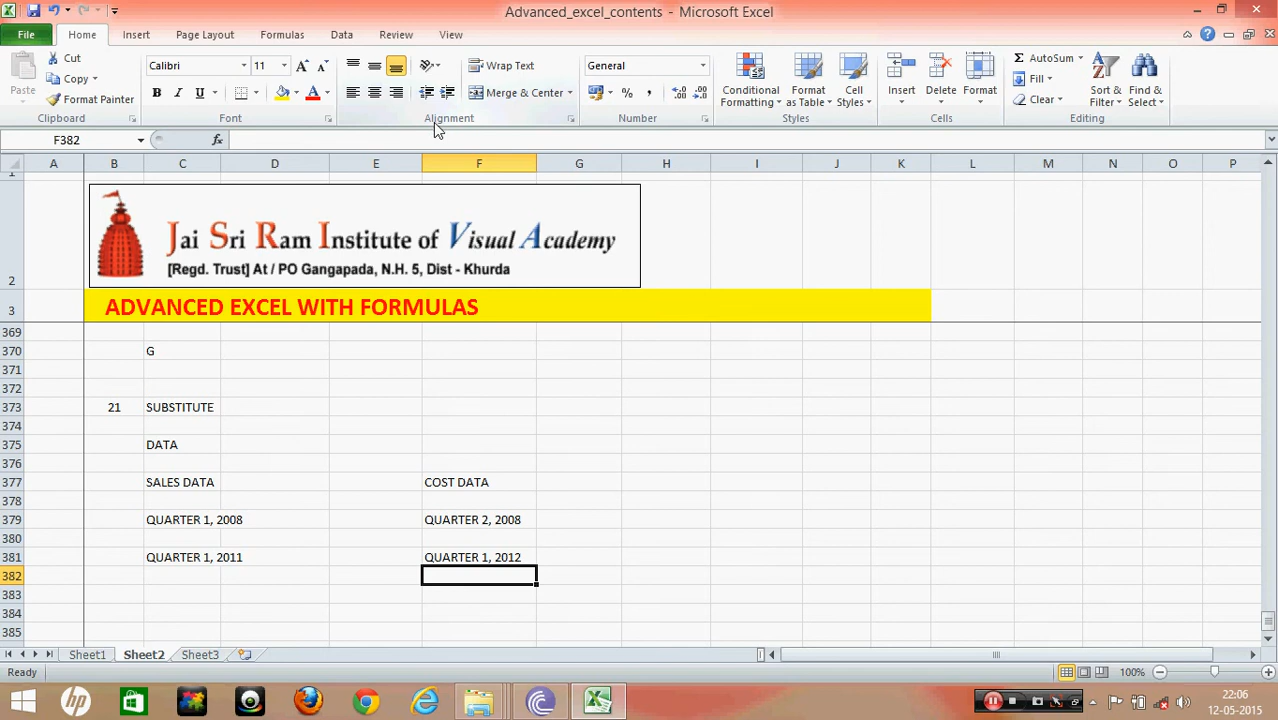 Advanced_excel_contents - Microsoft Excel
File Home Insert Page Layout Formulas Data Review View
Paste
Cut
Copy
Format Painter
Clipboard
Calibri 11
B I U
Font
Wrap Text
Merge & Center
Alignment
General
%
Number
Conditional Formatting
Format as Table
Cell Styles
Styles
Insert Delete Format
Cells
AutoSum
Fill
Clear
Sort & Filter
Find & Select
Editing
F382 fx
A B C D E F G H I J K L M N O P
Jai Sri Ram Institute of Visual Academy
2 [Regd. Trust] At / PO Gangapada, N.H. 5, Dist - Khurda
3 ADVANCED EXCEL WITH FORMULAS
369
370 G
371
372
373 21 SUBSTITUTE
374
375 DATA
376
377 SALES DATA COST DATA
378
379 QUARTER 1, 2008 QUARTER 2, 2008
380
381 QUARTER 1, 2011 QUARTER 1, 2012
382
383
384
385
Sheet1 Sheet2 Sheet3
Ready 100%
hp
22:06
12-05-2015